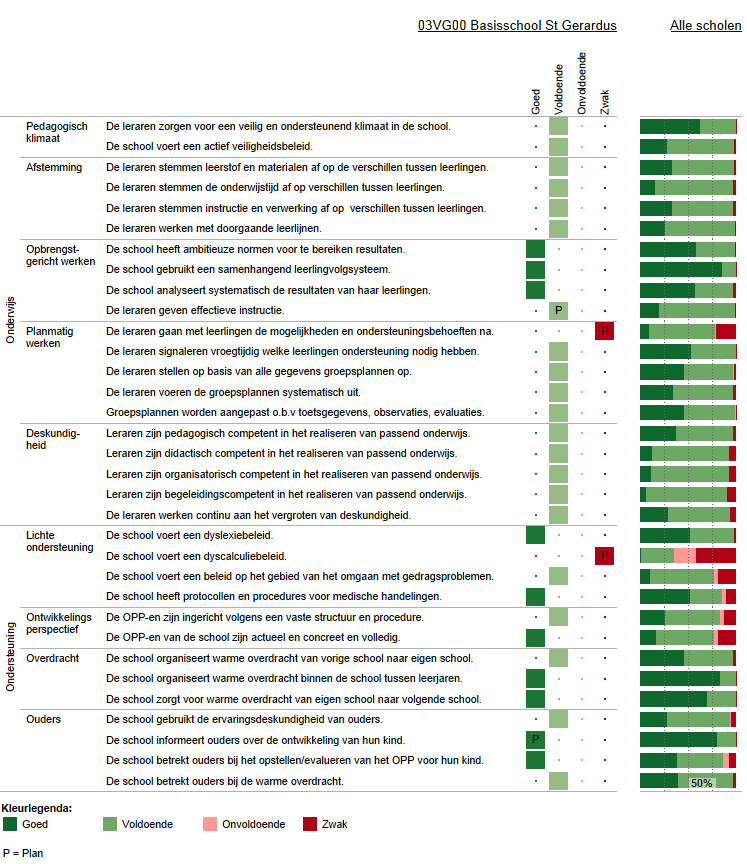 03VG00 Basisschool St Gerardus Alle scholen
Goed Voldoende Onvoldoende Zwak
Onderwijs
Pedagogisch klimaat
De leraren zorgen voor een veilig en ondersteunend klimaat in de school.
De school voert een actief veiligheidsbeleid.
Afstemming
De leraren stemmen leerstof en materialen af op de verschillen tussen leerlingen.
De leraren stemmen de onderwijstijd af op verschillen tussen leerlingen.
De leraren stemmen instructie en verwerking af op verschillen tussen leerlingen.
De leraren werken met doorgaande leerlijnen.
Opbrengst-
gericht werken
De school heeft ambitieuze normen voor te bereiken resultaten.
De school gebruikt een samenhangend leerlingvolgsysteem.
De school analyseert systematisch de resultaten van haar leerlingen.
De leraren geven effectieve instructie. P
Planmatig
werken
De leraren gaan met leerlingen de mogelijkheden en ondersteuningsbehoeften na. P
De leraren signaleren vroegtijdig welke leerlingen ondersteuning nodig hebben.
De leraren stellen op basis van alle gegevens groepsplannen op.
De leraren voeren de groepsplannen systematisch uit.
Groepsplannen worden aangepast o.b.v toetsgegevens, observaties, evaluaties.
Deskundig-
heid
Leraren zijn pedagogisch competent in het realiseren van passend onderwijs.
Leraren zijn didactisch competent in het realiseren van passend onderwijs.
Leraren zijn organisatorisch competent in het realiseren van passend onderwijs.
Leraren zijn begeleidingscompetent in het realiseren van passend onderwijs.
De leraren werken continu aan het vergroten van deskundigheid.
Ondersteuning
Lichte
ondersteuning
De school voert een dyslexiebeleid.
De school voert een dyscalculiebeleid. P
De school voert een beleid op het gebied van het omgaan met gedragsproblemen.
De school heeft protocollen en procedures voor medische handelingen.
Ontwikkelings
perspectief
De OPP-en zijn ingericht volgens een vaste structuur en procedure.
De OPP-en van de school zijn actueel en concreet en volledig.
Overdracht
De school organiseert warme overdracht van vorige school naar eigen school.
De school organiseert warme overdracht binnen de school tussen leerjaren.
De school zorgt voor warme overdracht van eigen school naar volgende school.
Ouders
De school gebruikt de ervaringsdeskundigheid van ouders.
De school informeert ouders over de ontwikkeling van hun kind. P
De school betrekt ouders bij het opstellen/evalueren van het OPP voor hun kind.
De school betrekt ouders bij de warme overdracht. 50%
Kleurlegenda:
Goed Voldoende Onvoldoende Zwak
P = Plan